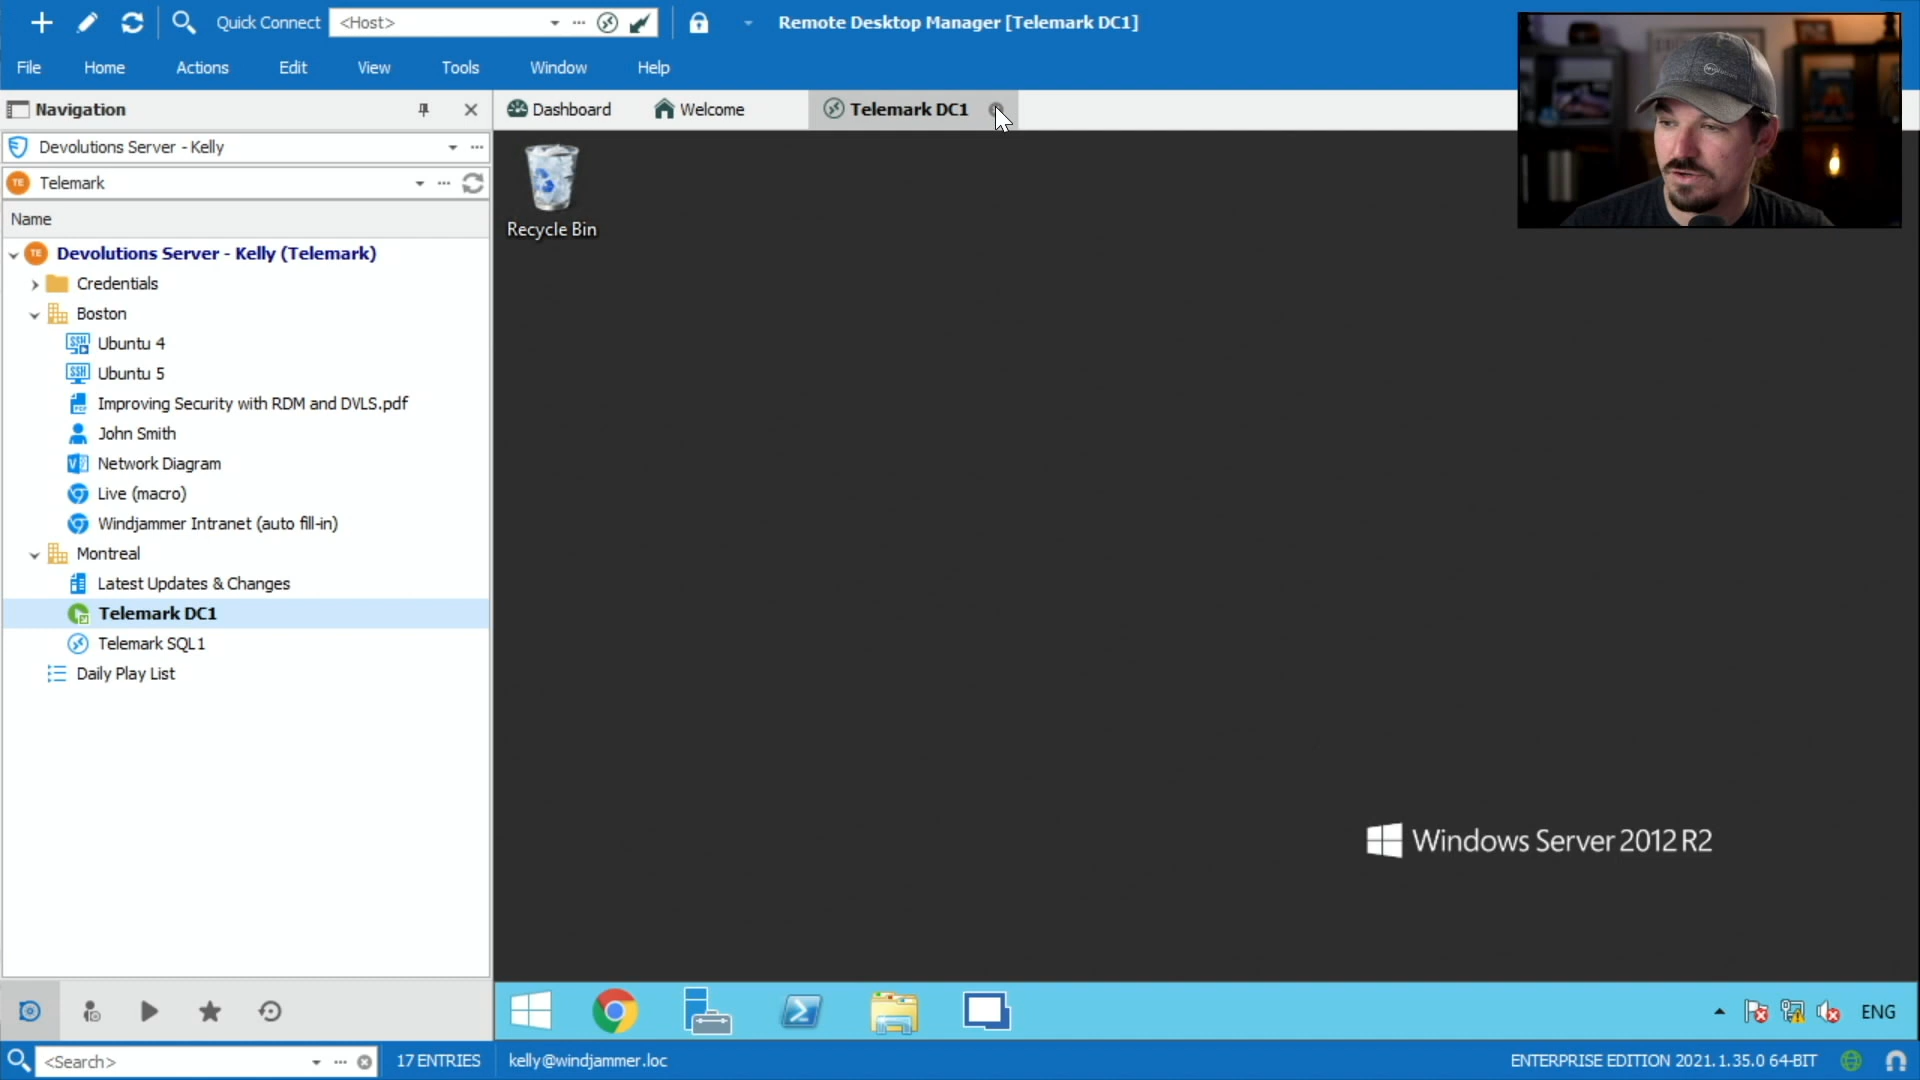 Quick Connect
<Host>
Remote Desktop Manager [Telemark DC1]
File
Home
Actions
Edit
View
Tools
Window
Help
Navigation
Dashboard
Welcome
Telemark DC1
Devolutions Server - Kelly
TE Telemark
Name
TE Devolutions Server - Kelly (Telemark)
Credentials
Boston
SSH Ubuntu 4
SSH Ubuntu 5
Improving Security with RDM and DVLS.pdf
John Smith
Network Diagram
Live (macro)
Windjammer Intranet (auto fill-in)
Montreal
Latest Updates & Changes
Telemark DC1
Telemark SQL1
Daily Play List
Recycle Bin
Windows Server 2012 R2
ENG
<Search>
17 ENTRIES
kelly@windjammer.loc
ENTERPRISE EDITION 2021.1.35.0 64-BIT